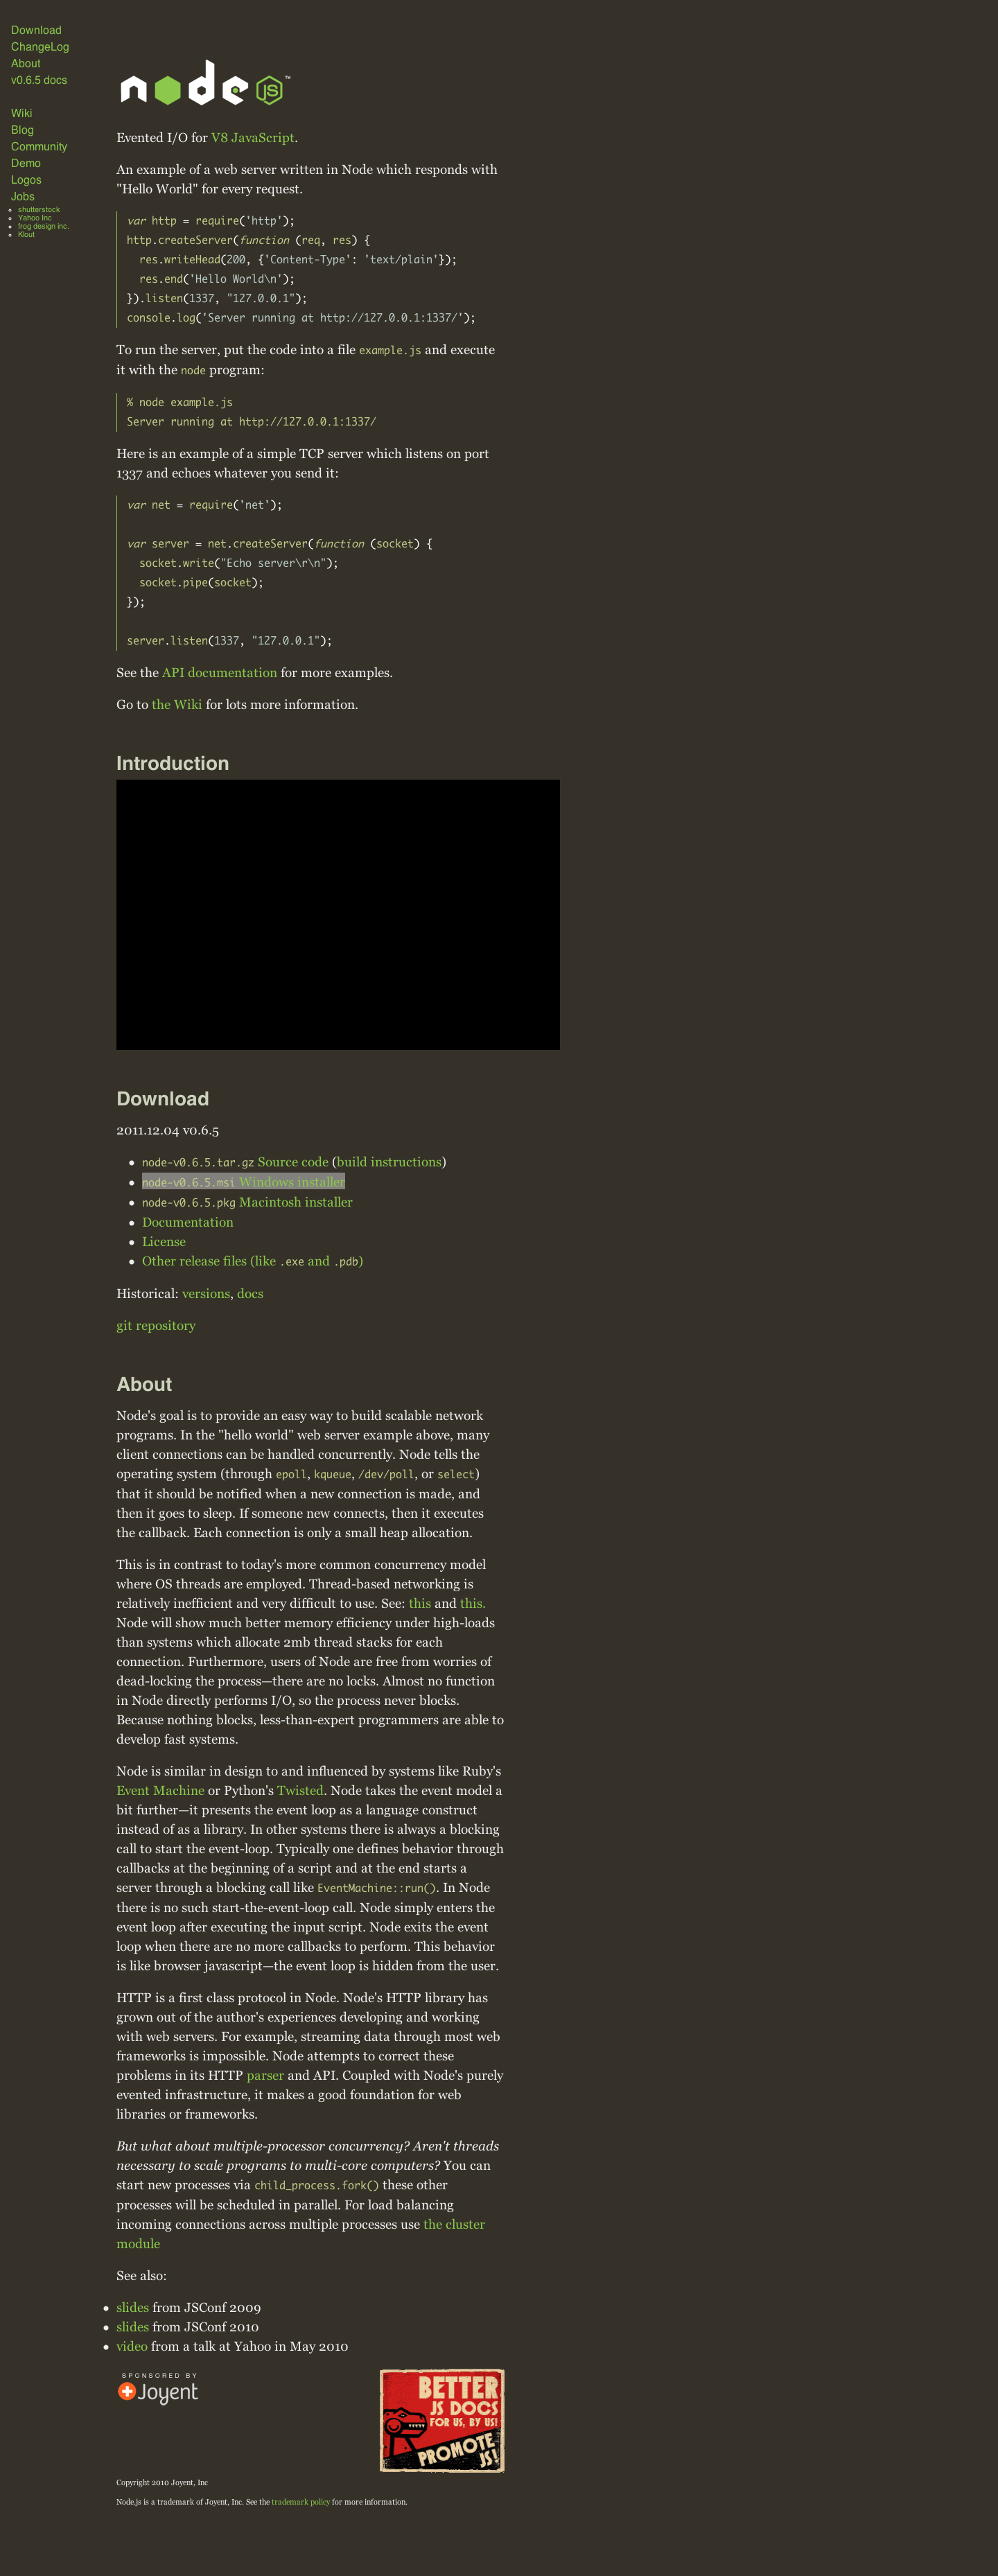 Download
ChangeLog
About
v0.6.5 docs
Wiki
Blog
Community
Demo
Logos
Jobs
shutterstock
Yahoo Inc
frog design inc.
Klout
node JS™
Evented I/O for V8 JavaScript.
An example of a web server written in Node which responds with
"Hello World" for every request.
var http = require('http');
http.createServer(function (req, res) {
  res.writeHead(200, {'Content-Type': 'text/plain'});
  res.end('Hello World\n');
}).listen(1337, "127.0.0.1");
console.log('Server running at http://127.0.0.1:1337/');
To run the server, put the code into a file example.js and execute
it with the node program:
% node example.js
Server running at http://127.0.0.1:1337/
Here is an example of a simple TCP server which listens on port
1337 and echoes whatever you send it:
var net = require('net');
var server = net.createServer(function (socket) {
  socket.write("Echo server\r\n");
  socket.pipe(socket);
});
server.listen(1337, "127.0.0.1");
See the API documentation for more examples.
Go to the Wiki for lots more information.
Introduction
Download
2011.12.04 v0.6.5
node-v0.6.5.tar.gz Source code (build instructions)
node-v0.6.5.msi Windows installer
node-v0.6.5.pkg Macintosh installer
Documentation
License
Other release files (like .exe and .pdb)
Historical: versions, docs
git repository
About
Node's goal is to provide an easy way to build scalable network
programs. In the "hello world" web server example above, many
client connections can be handled concurrently. Node tells the
operating system (through epoll, kqueue, /dev/poll, or select)
that it should be notified when a new connection is made, and
then it goes to sleep. If someone new connects, then it executes
the callback. Each connection is only a small heap allocation.
This is in contrast to today's more common concurrency model
where OS threads are employed. Thread-based networking is
relatively inefficient and very difficult to use. See: this and this.
Node will show much better memory efficiency under high-loads
than systems which allocate 2mb thread stacks for each
connection. Furthermore, users of Node are free from worries of
dead-locking the process—there are no locks. Almost no function
in Node directly performs I/O, so the process never blocks.
Because nothing blocks, less-than-expert programmers are able to
develop fast systems.
Node is similar in design to and influenced by systems like Ruby's
Event Machine or Python's Twisted. Node takes the event model a
bit further—it presents the event loop as a language construct
instead of as a library. In other systems there is always a blocking
call to start the event-loop. Typically one defines behavior through
callbacks at the beginning of a script and at the end starts a
server through a blocking call like EventMachine::run(). In Node
there is no such start-the-event-loop call. Node simply enters the
event loop after executing the input script. Node exits the event
loop when there are no more callbacks to perform. This behavior
is like browser javascript—the event loop is hidden from the user.
HTTP is a first class protocol in Node. Node's HTTP library has
grown out of the author's experiences developing and working
with web servers. For example, streaming data through most web
frameworks is impossible. Node attempts to correct these
problems in its HTTP parser and API. Coupled with Node's purely
evented infrastructure, it makes a good foundation for web
libraries or frameworks.
But what about multiple-processor concurrency? Aren't threads
necessary to scale programs to multi-core computers? You can
start new processes via child_process.fork() these other
processes will be scheduled in parallel. For load balancing
incoming connections across multiple processes use the cluster
module
See also:
slides from JSConf 2009
slides from JSConf 2010
video from a talk at Yahoo in May 2010
SPONSORED BY
Joyent
BETTER
JS DOCS
FOR US, BY US!
PROMOTE
JS!
Copyright 2010 Joyent, Inc
Node.js is a trademark of Joyent, Inc. See the trademark policy for more information.